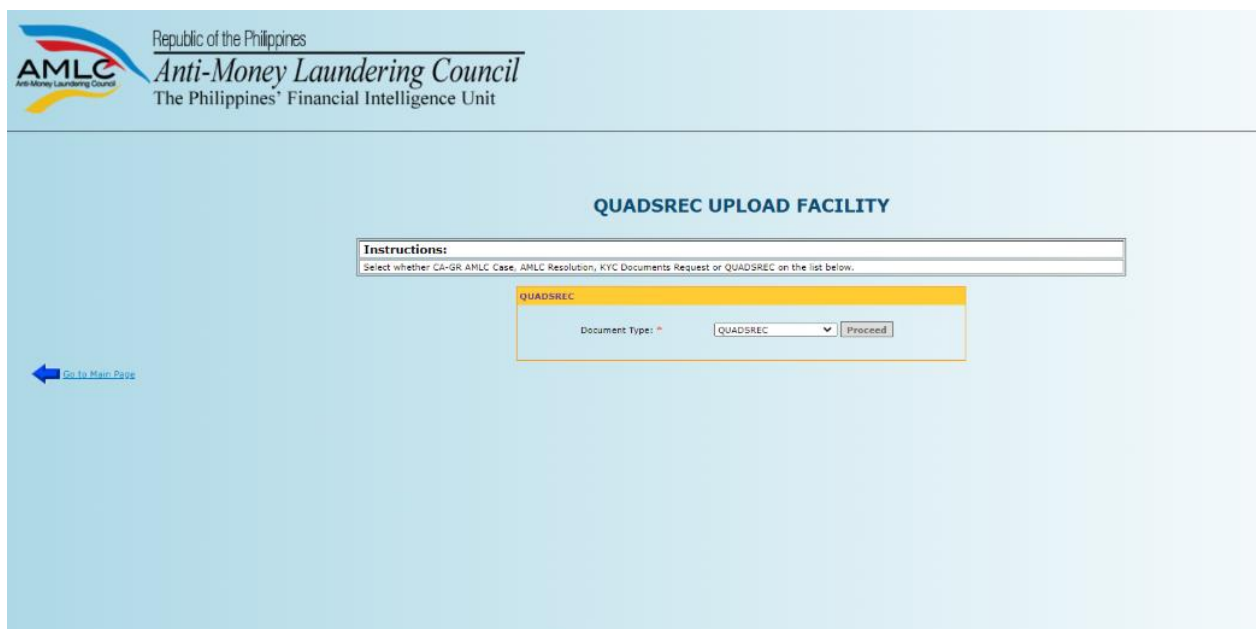 AMLC
Anti-Money Laundering Council
Republic of the Philippines
Anti-Money Laundering Council
The Philippines' Financial Intelligence Unit
QUADSREC UPLOAD FACILITY
Instructions:
Select whether CA-GR AMLC Case, AMLC Resolution, KYC Documents Request or QUADSREC on the list below.
QUADSREC
Document Type: * QUADSREC Proceed
Go to Main Page